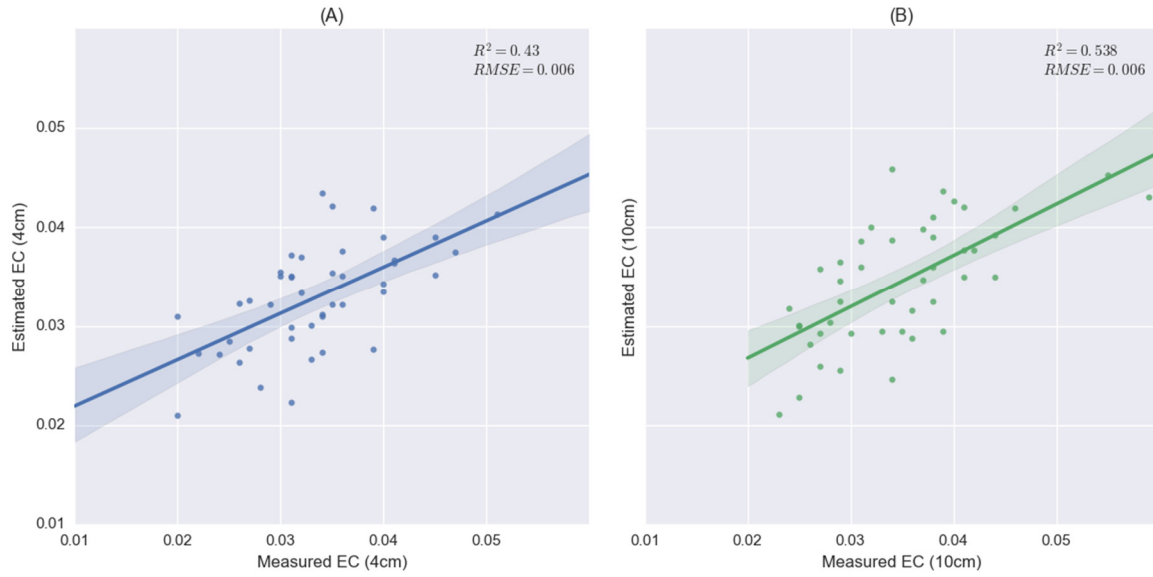 (A)
R² = 0.43
RMSE = 0.006
Estimated EC (4cm)
0.05
0.04
0.03
0.02
0.01
0.01 0.02 0.03 0.04 0.05
Measured EC (4cm)
(B)
R² = 0.538
RMSE = 0.006
Estimated EC (10cm)
0.01 0.02 0.03 0.04 0.05
Measured EC (10cm)